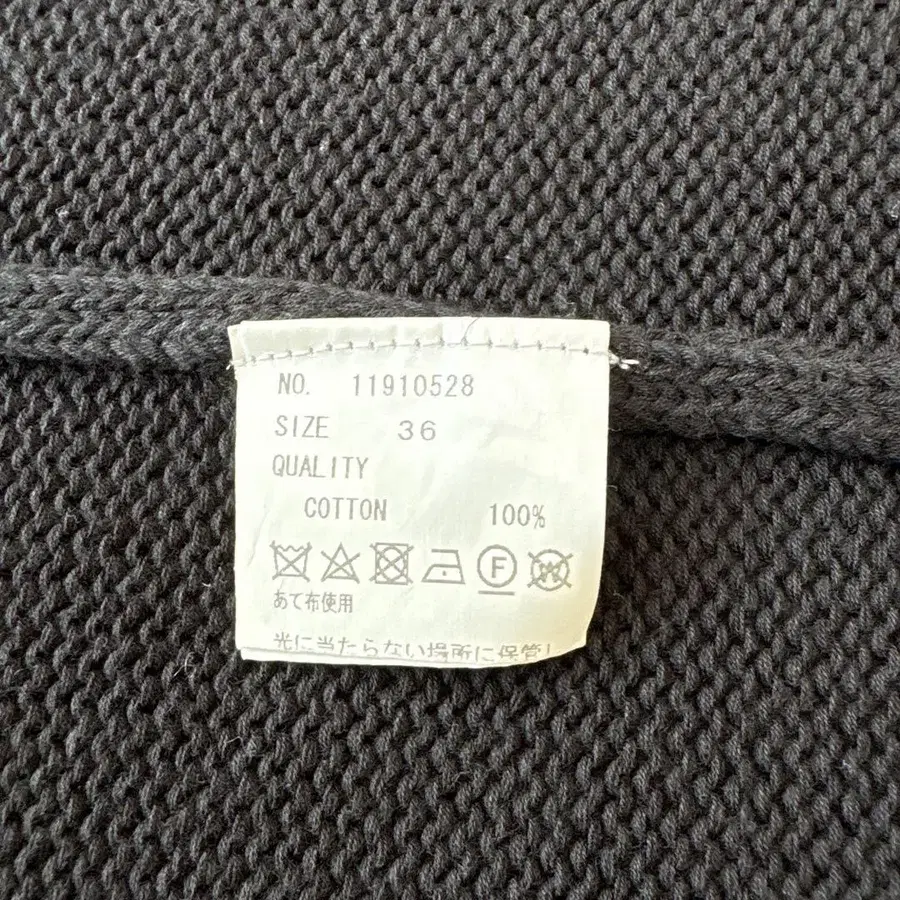 NO. 11910528
SIZE 36
QUALITY
COTTON 100%
F W
あて布使用
光に当たらない場所に保管し